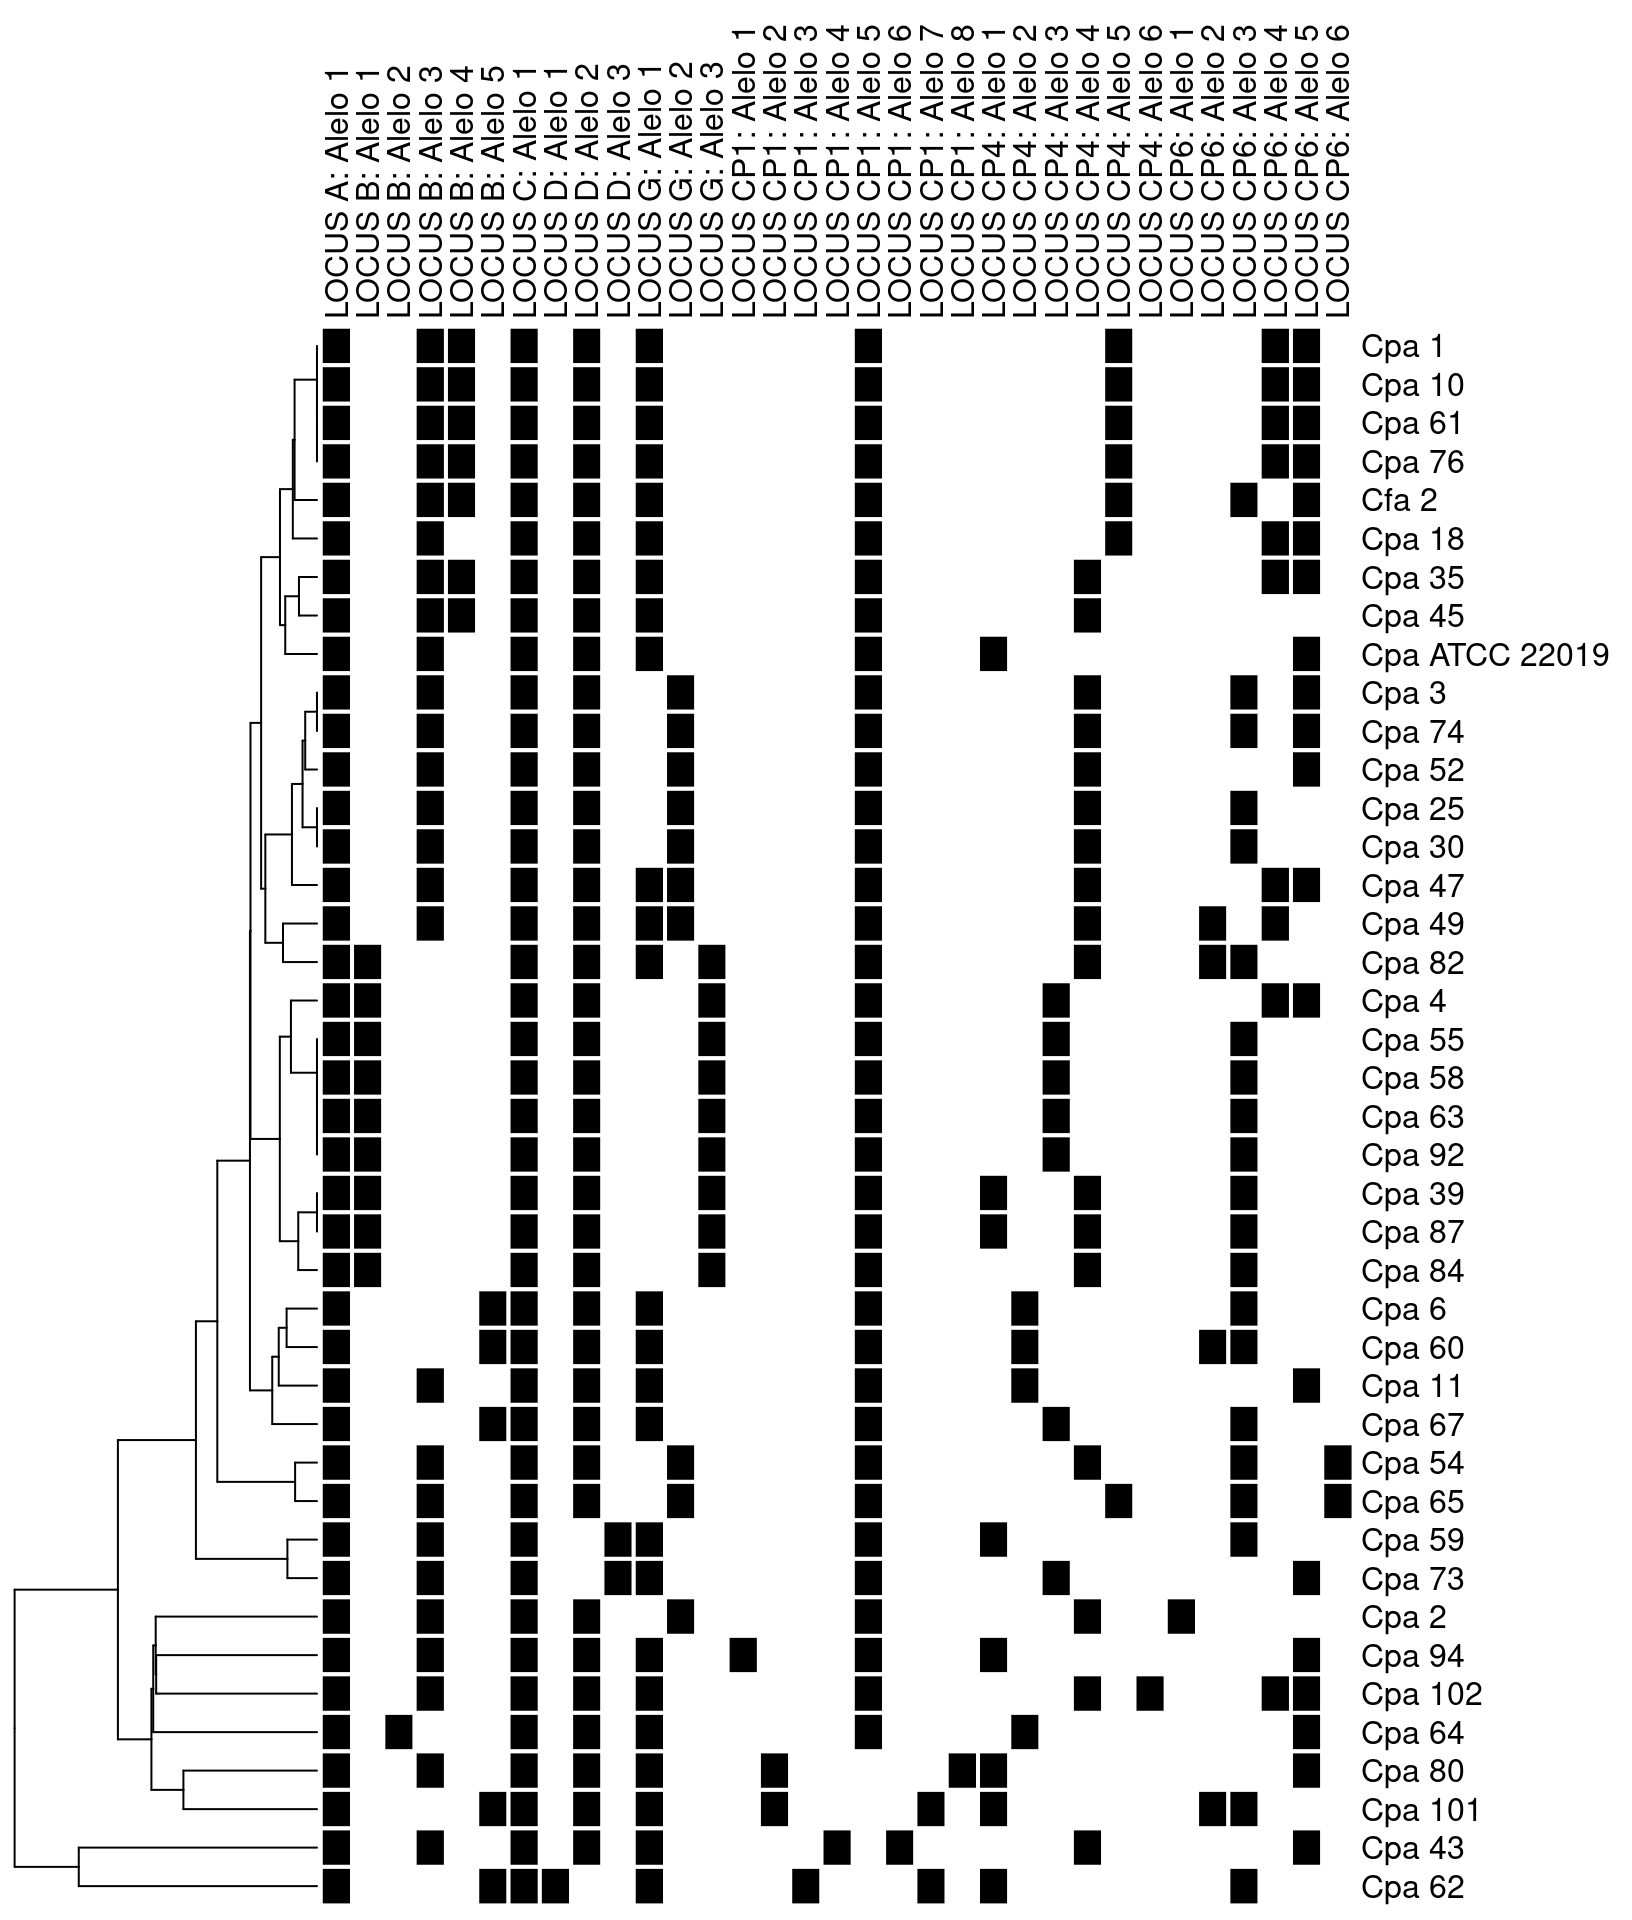 LOCUS A: Alelo 1
LOCUS B: Alelo 1
LOCUS B: Alelo 2
LOCUS B: Alelo 3
LOCUS B: Alelo 4
LOCUS B: Alelo 5
LOCUS C: Alelo 1
LOCUS D: Alelo 1
LOCUS D: Alelo 2
LOCUS D: Alelo 3
LOCUS G: Alelo 1
LOCUS G: Alelo 2
LOCUS G: Alelo 3
LOCUS CP1: Alelo 1
LOCUS CP1: Alelo 2
LOCUS CP1: Alelo 3
LOCUS CP1: Alelo 4
LOCUS CP1: Alelo 5
LOCUS CP1: Alelo 6
LOCUS CP1: Alelo 7
LOCUS CP1: Alelo 8
LOCUS CP4: Alelo 1
LOCUS CP4: Alelo 2
LOCUS CP4: Alelo 3
LOCUS CP4: Alelo 4
LOCUS CP4: Alelo 5
LOCUS CP4: Alelo 6
LOCUS CP6: Alelo 1
LOCUS CP6: Alelo 2
LOCUS CP6: Alelo 3
LOCUS CP6: Alelo 4
LOCUS CP6: Alelo 5
LOCUS CP6: Alelo 6
Cpa 1
Cpa 10
Cpa 61
Cpa 76
Cfa 2
Cpa 18
Cpa 35
Cpa 45
Cpa ATCC 22019
Cpa 3
Cpa 74
Cpa 52
Cpa 25
Cpa 30
Cpa 47
Cpa 49
Cpa 82
Cpa 4
Cpa 55
Cpa 58
Cpa 63
Cpa 92
Cpa 39
Cpa 87
Cpa 84
Cpa 6
Cpa 60
Cpa 11
Cpa 67
Cpa 54
Cpa 65
Cpa 59
Cpa 73
Cpa 2
Cpa 94
Cpa 102
Cpa 64
Cpa 80
Cpa 101
Cpa 43
Cpa 62